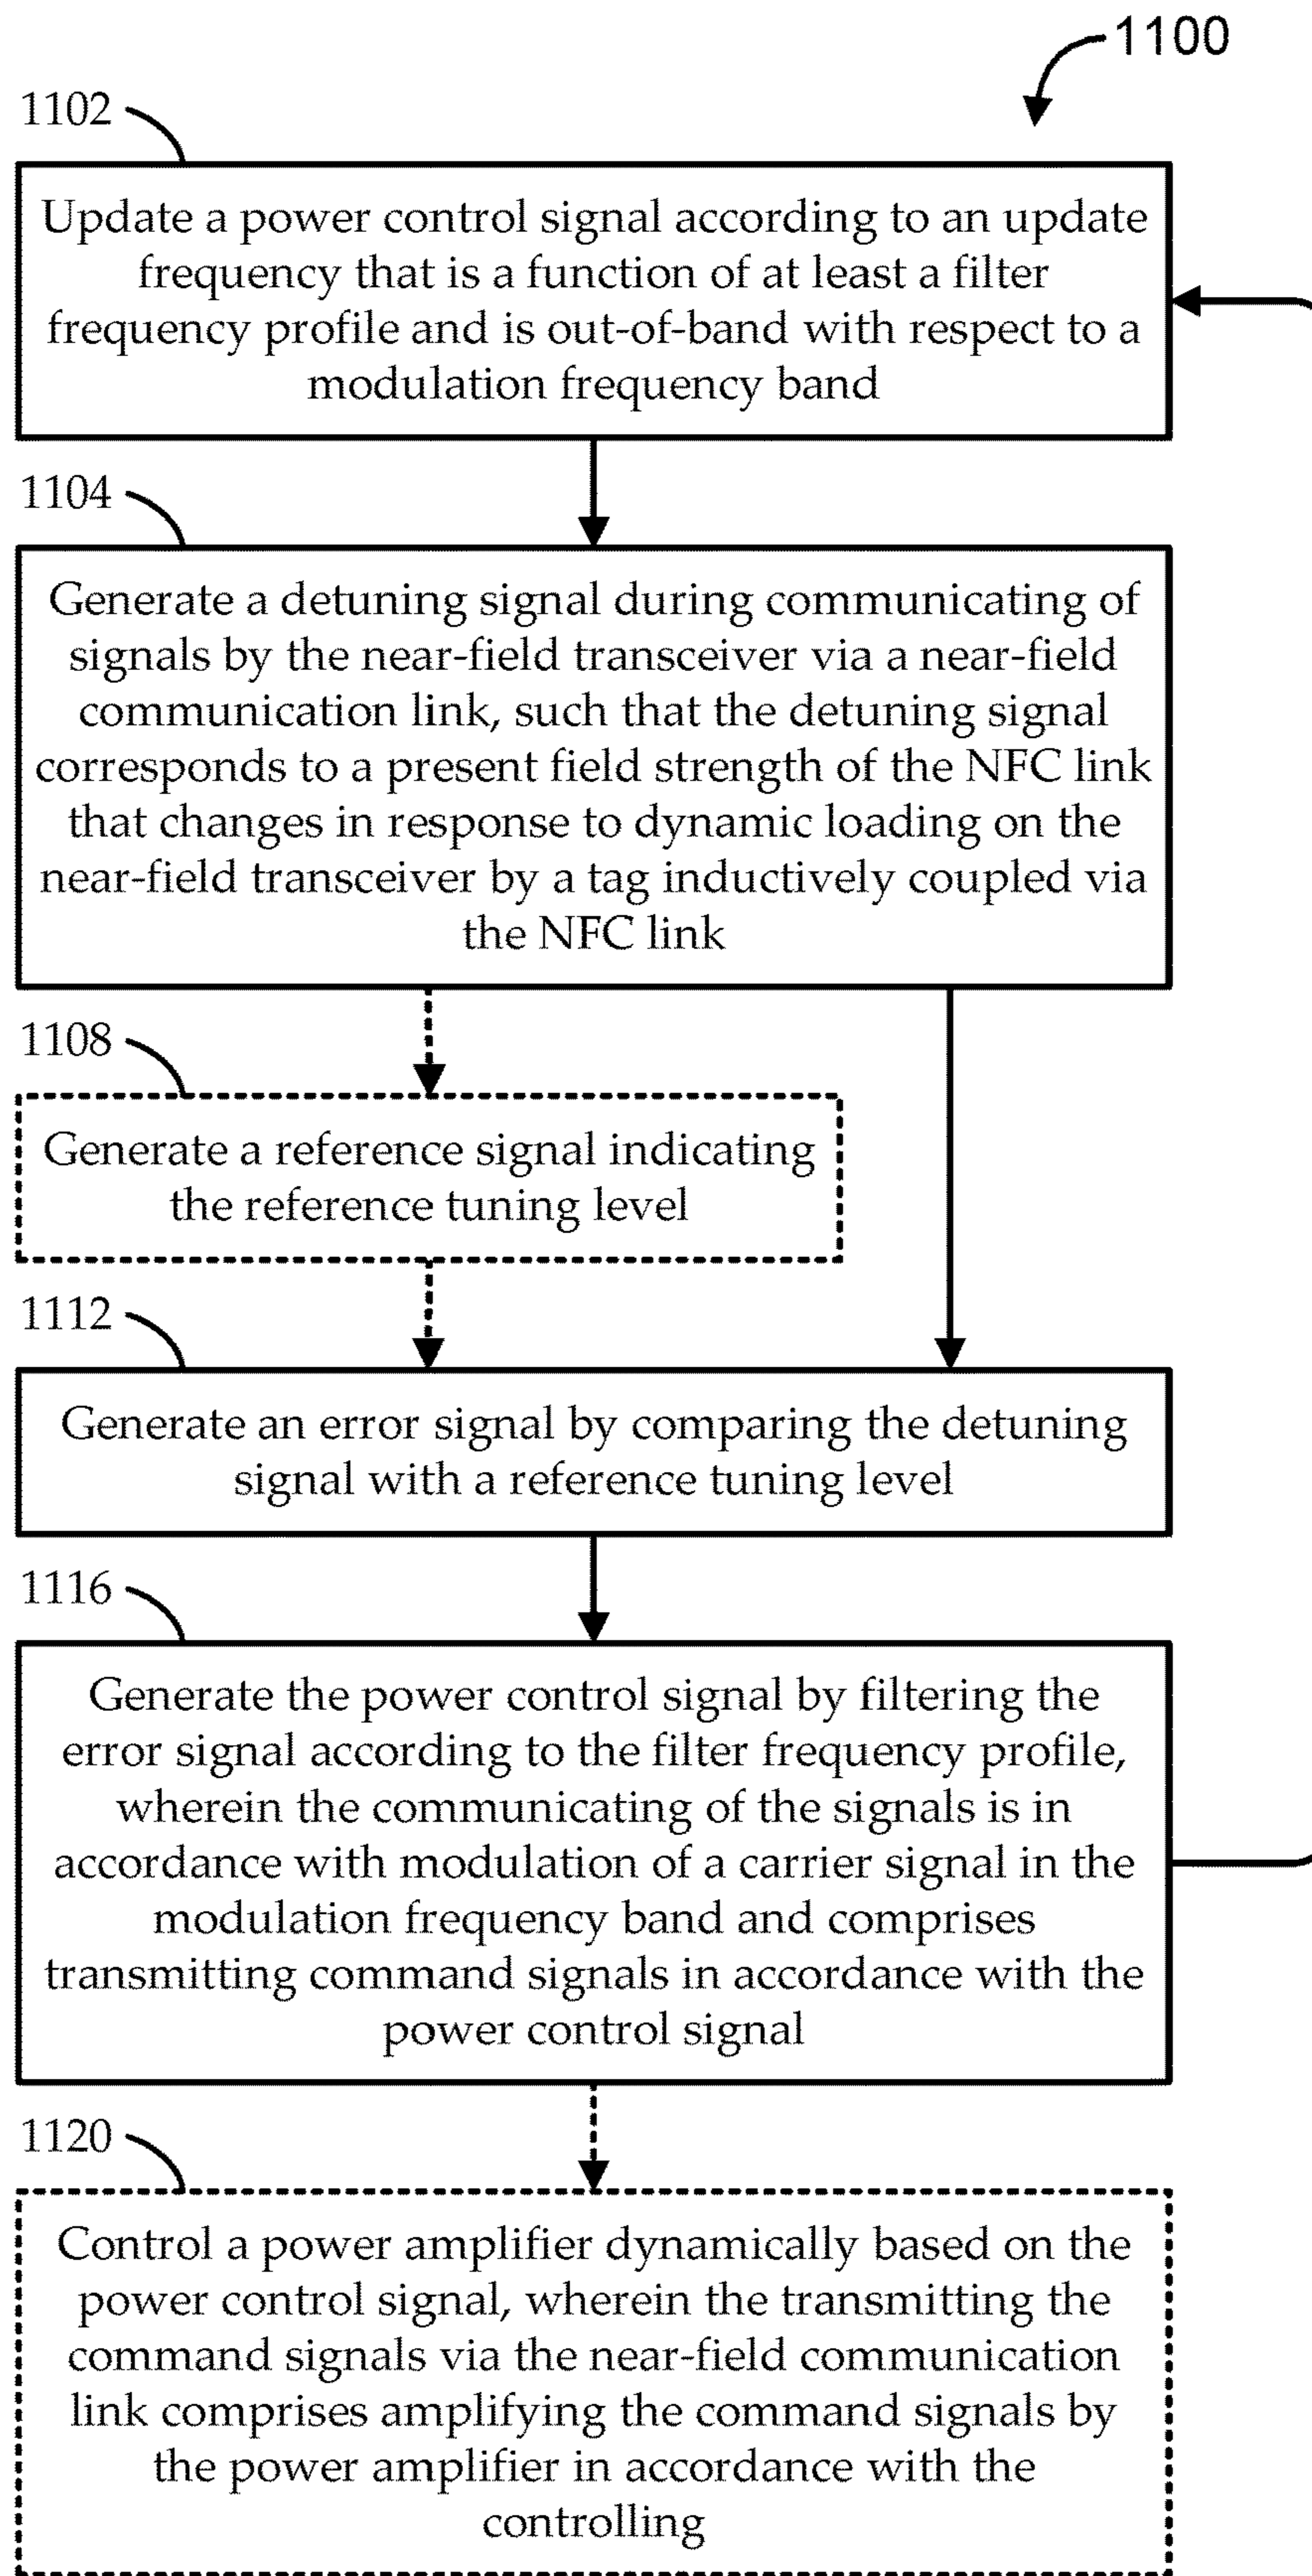 1100
1102
Update a power control signal according to an update
frequency that is a function of at least a filter
frequency profile and is out-of-band with respect to a
modulation frequency band
1104
Generate a detuning signal during communicating of
signals by the near-field transceiver via a near-field
communication link, such that the detuning signal
corresponds to a present field strength of the NFC link
that changes in response to dynamic loading on the
near-field transceiver by a tag inductively coupled via
the NFC link
1108
Generate a reference signal indicating
the reference tuning level
1112
Generate an error signal by comparing the detuning
signal with a reference tuning level
1116
Generate the power control signal by filtering the
error signal according to the filter frequency profile,
wherein the communicating of the signals is in
accordance with modulation of a carrier signal in the
modulation frequency band and comprises
transmitting command signals in accordance with the
power control signal
1120
Control a power amplifier dynamically based on the
power control signal, wherein the transmitting the
command signals via the near-field communication
link comprises amplifying the command signals by
the power amplifier in accordance with the
controlling